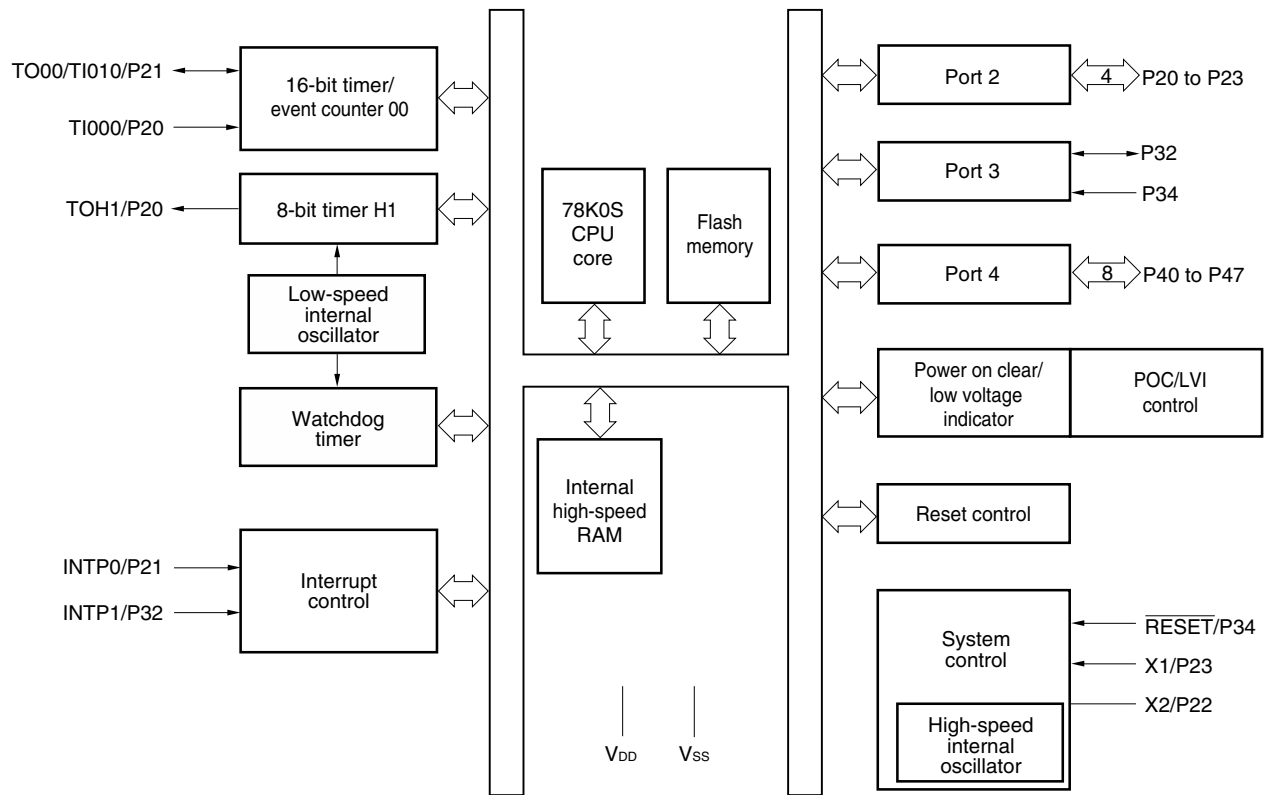 TO00/TI010/P21
TI000/P20
16-bit timer/
event counter 00
TOH1/P20
8-bit timer H1
Low-speed
internal
oscillator
Watchdog
timer
INTP0/P21
INTP1/P32
Interrupt
control
78K0S
CPU
core
Flash
memory
Internal
high-speed
RAM
VDD
VSS
Port 2
4
P20 to P23
Port 3
P32
P34
Port 4
8
P40 to P47
Power on clear/
low voltage
indicator
POC/LVI
control
Reset control
System
control
RESET/P34
X1/P23
X2/P22
High-speed
internal
oscillator